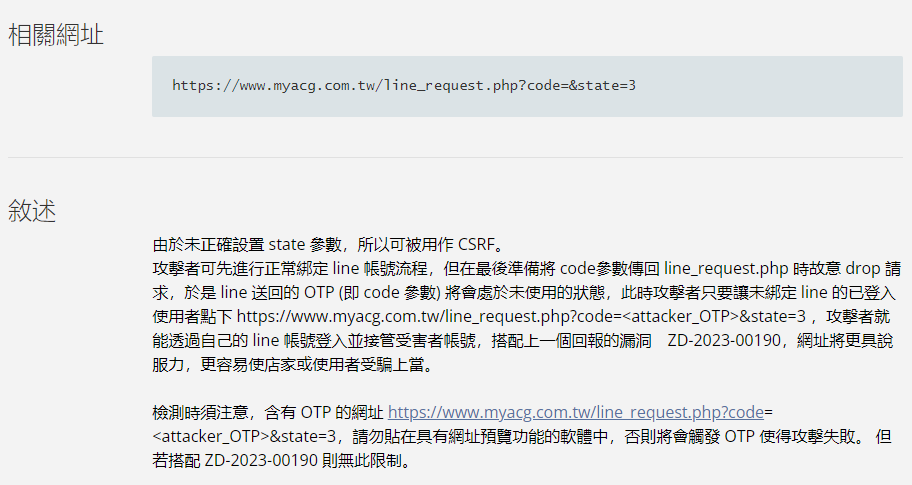 相關網址
https://www.myacg.com.tw/line_request.php?code=&state=3
敘述
由於未正確設置 state 參數，所以可被用作 CSRF。
攻擊者可先進行正常綁定 line 帳號流程，但在最後準備將 code參數傳回 line_request.php 時故意 drop 請
求，於是 line 送回的 OTP (即 code 參數) 將會處於未使用的狀態，此時攻擊者只要讓未綁定 line 的已登入
使用者點下 https://www.myacg.com.tw/line_request.php?code=<attacker_OTP>&state=3 ，攻擊者就
能透過自己的 line 帳號登入並接管受害者帳號，搭配上一個回報的漏洞　ZD-2023-00190，網址將更具說
服力，更容易使店家或使用者受騙上當。
檢測時須注意，含有 OTP 的網址 https://www.myacg.com.tw/line_request.php?code=
<attacker_OTP>&state=3，請勿貼在具有網址預覽功能的軟體中，否則將會觸發 OTP 使得攻擊失敗。 但
若搭配 ZD-2023-00190 則無此限制。